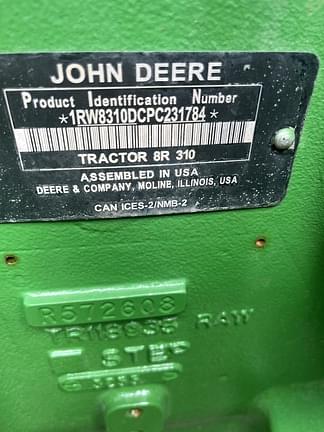 JOHN DEERE
Product Identification Number
*1RW8310DCPC231784*
TRACTOR 8R 310
ASSEMBLED IN USA
DEERE & COMPANY, MOLINE, ILLINOIS, USA
CAN ICES-2/NMB-2
R572608
RAW